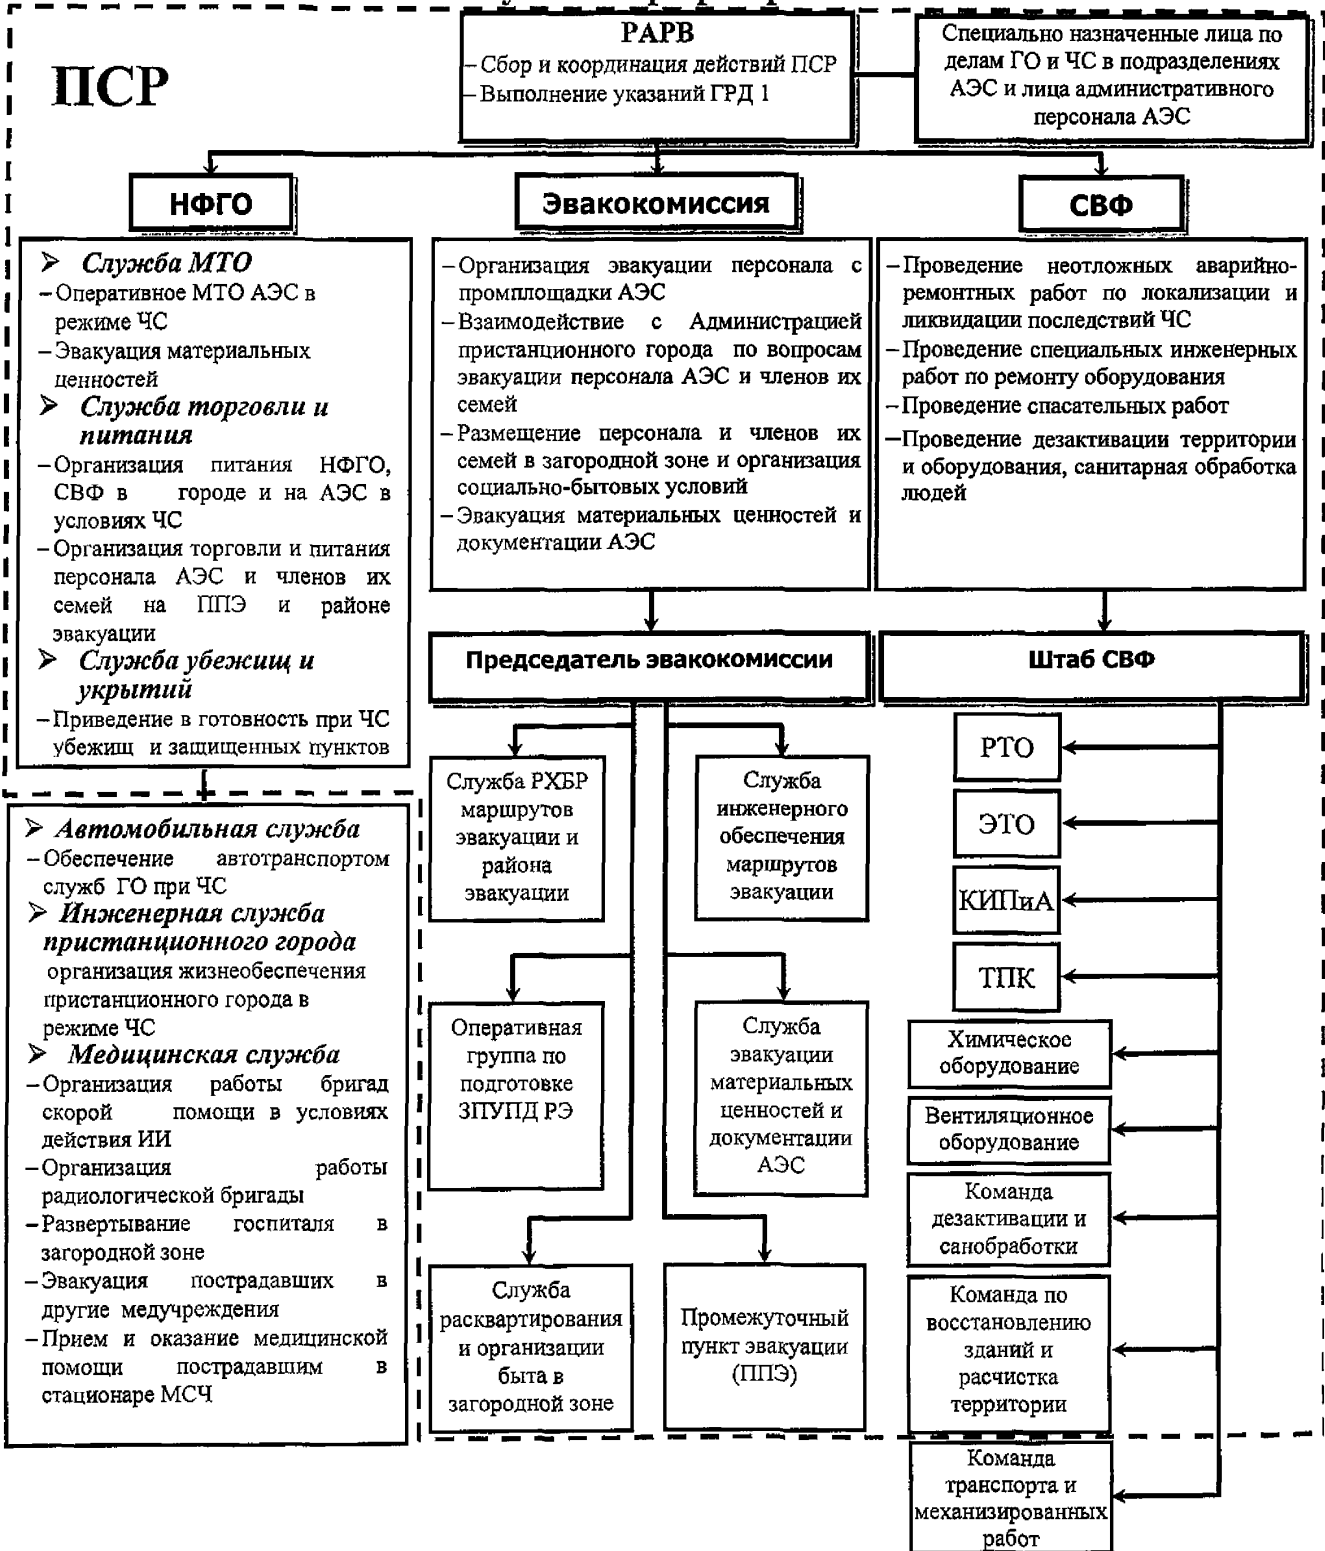 ПСР
РАРВ
– Сбор и координация действий ПСР
– Выполнение указаний ГРД 1
Специально назначенные лица по
делам ГО и ЧС в подразделениях
АЭС и лица административного
персонала АЭС
НФГО
➢ Служба МТО
– Оперативное МТО АЭС в
режиме ЧС
– Эвакуация материальных
ценностей
➢ Служба торговли и
питания
– Организация питания НФГО,
СВФ в городе и на АЭС в
условиях ЧС
– Организация торговли и питания
персонала АЭС и членов их
семей на ППЭ и районе
эвакуации
➢ Служба убежищ и
укрытий
– Приведение в готовность при ЧС
убежищ и защищенных пунктов
➢ Автомобильная служба
– Обеспечение автотранспортом
служб ГО при ЧС
➢ Инженерная служба
пристанционного города
организация жизнеобеспечения
пристанционного города в
режиме ЧС
➢ Медицинская служба
– Организация работы бригад
скорой помощи в условиях
действия ИИ
– Организация работы
радиологической бригады
– Развертывание госпиталя в
загородной зоне
– Эвакуация пострадавших в
другие медучреждения
– Прием и оказание медицинской
помощи пострадавшим в
стационаре МСЧ
Эвакокомиссия
– Организация эвакуации персонала с
промплощадки АЭС
– Взаимодействие с Администрацией
пристанционного города по вопросам
эвакуации персонала АЭС и членов их
семей
– Размещение персонала и членов их
семей в загородной зоне и организация
социально-бытовых условий
– Эвакуация материальных ценностей и
документации АЭС
Председатель эвакокомиссии
Служба РХБР
маршрутов
эвакуации и
района
эвакуации
Служба
инженерного
обеспечения
маршрутов
эвакуации
Оперативная
группа по
подготовке
ЗПУПД РЭ
Служба
эвакуации
материальных
ценностей и
документации
АЭС
Служба
расквартирования
и организации
быта в
загородной зоне
Промежуточный
пункт эвакуации
(ППЭ)
СВФ
– Проведение неотложных аварийно-
ремонтных работ по локализации и
ликвидации последствий ЧС
– Проведение специальных инженерных
работ по ремонту оборудования
– Проведение спасательных работ
– Проведение дезактивации территории
и оборудования, санитарная обработка
людей
Штаб СВФ
РТО
ЭТО
КИПиА
ТПК
Химическое
оборудование
Вентиляционное
оборудование
Команда
дезактивации и
санобработки
Команда по
восстановлению
зданий и
расчистка
территории
Команда
транспорта и
механизированных
работ